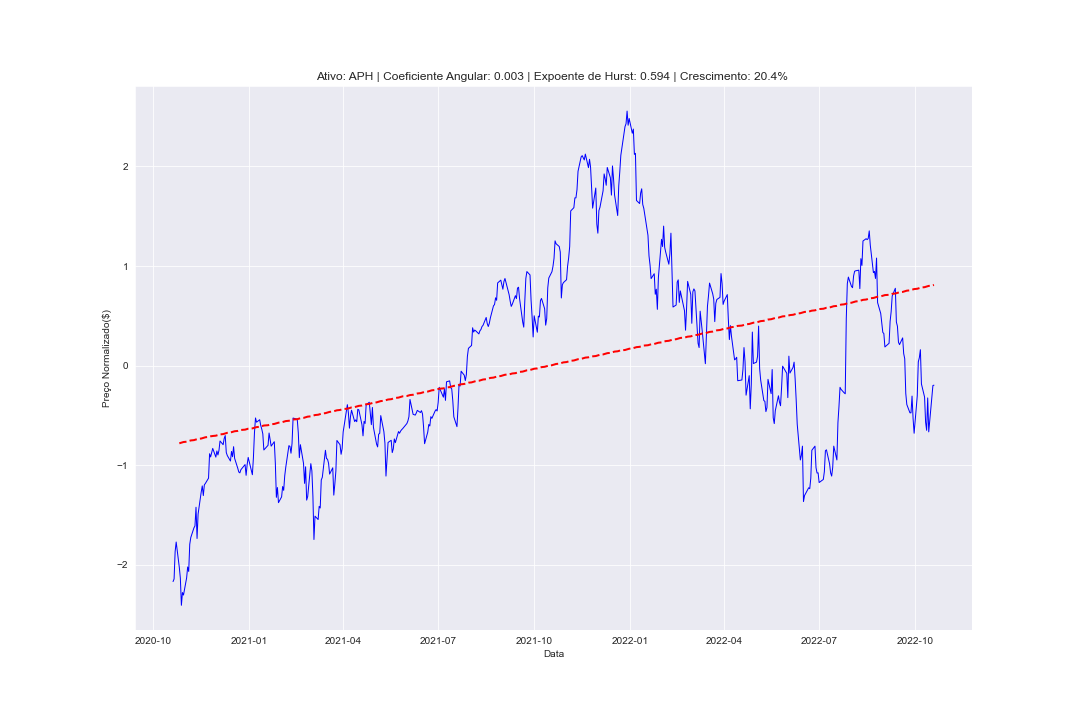 Ativo: APH | Coeficiente Angular: 0.003 | Expoente de Hurst: 0.594 | Crescimento: 20.4%
Preço Normalizado($)
2
1
0
−1
−2
2020-10 2021-01 2021-04 2021-07 2021-10 2022-01 2022-04 2022-07 2022-10
Data